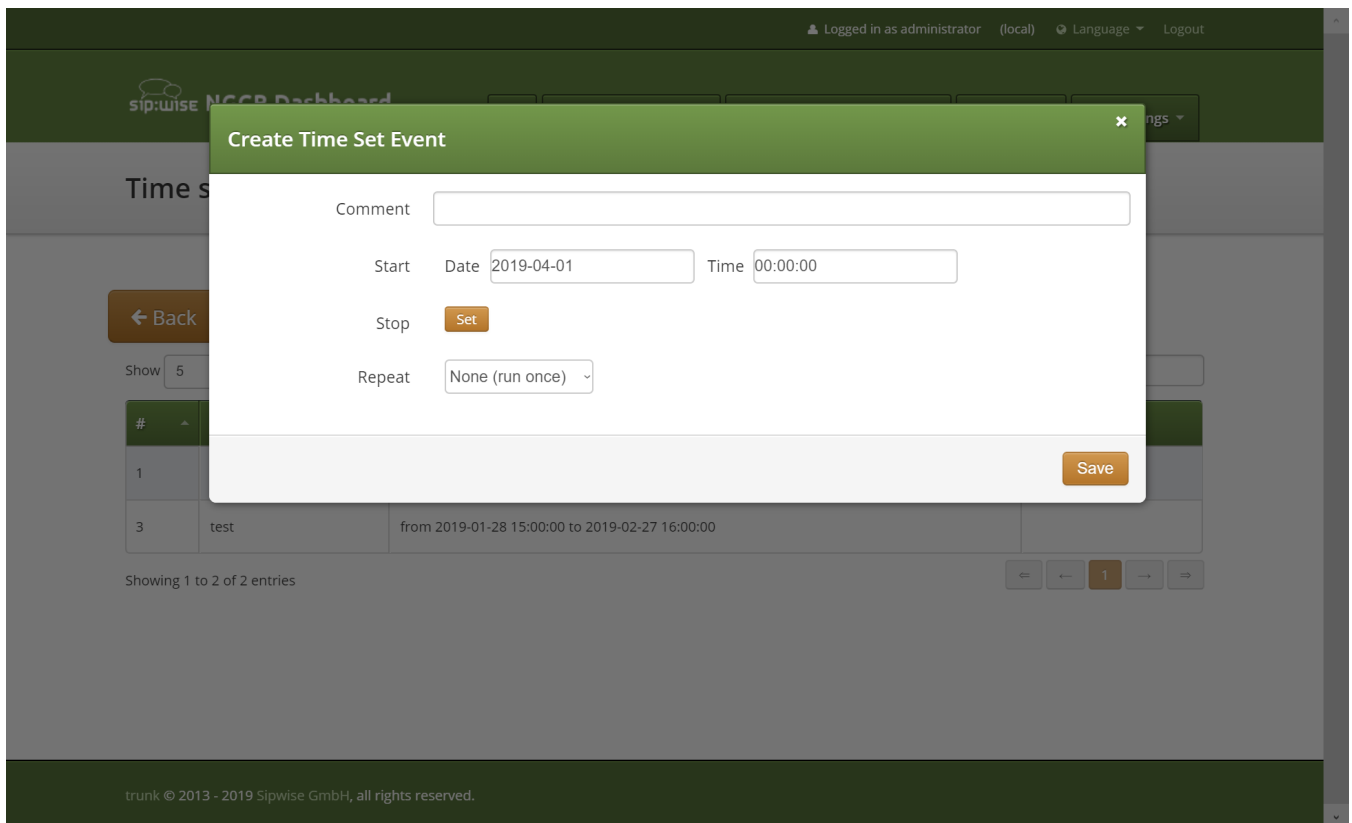 Logged in as administrator (local) Language Logout
sip:wise NGCP Dashboard
ngs
Create Time Set Event
Time s
Comment
Start Date 2019-04-01 Time 00:00:00
Back
Stop Set
Show 5
Repeat None (run once)
#
1
Save
3 test from 2019-01-28 15:00:00 to 2019-02-27 16:00:00
Showing 1 to 2 of 2 entries
⇐ ← 1 → ⇒
trunk © 2013 - 2019 Sipwise GmbH, all rights reserved.